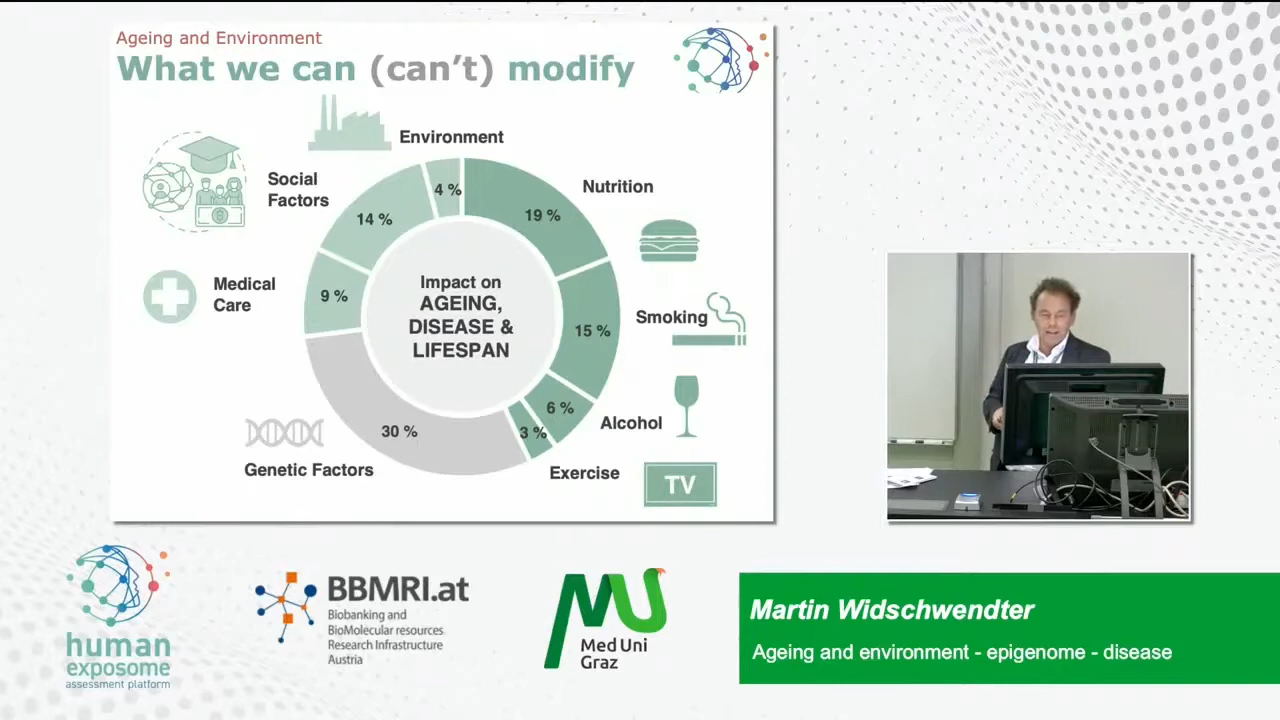 Ageing and Environment
What we can (can't) modify
Environment
Social
Factors
Nutrition
4 %
14 %
19 %
Medical
Care
9 %
Impact on
AGEING,
DISEASE &
LIFESPAN
Smoking
15 %
6 %
Alcohol
3 %
30 %
Genetic Factors
Exercise
TV
human
exposome
assessment platform
BBMRI.at
Biobanking and
BioMolecular resources
Research Infrastructure
Austria
Med Uni
Graz
Martin Widschwendter
Ageing and environment - epigenome - disease